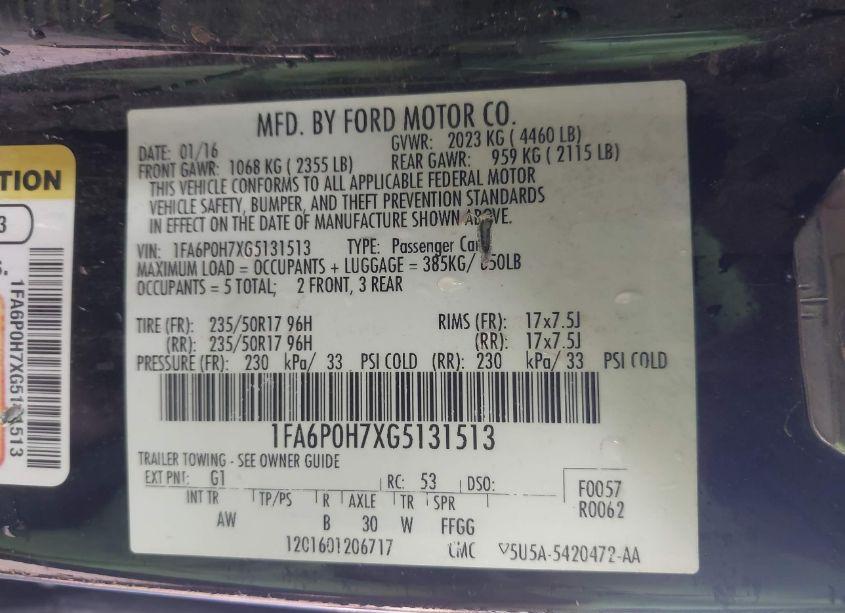 MFD. BY FORD MOTOR CO.
DATE: 01/16 GVWR: 2023 KG ( 4460 LB)
FRONT GAWR: 1068 KG ( 2355 LB) REAR GAWR: 959 KG ( 2115 LB)
THIS VEHICLE CONFORMS TO ALL APPLICABLE FEDERAL MOTOR
VEHICLE SAFETY, BUMPER, AND THEFT PREVENTION STANDARDS
IN EFFECT ON THE DATE OF MANUFACTURE SHOWN ABOVE.
VIN: 1FA6P0H7XG5131513 TYPE: Passenger Car
MAXIMUM LOAD = OCCUPANTS + LUGGAGE = 385KG/ 850LB
OCCUPANTS = 5 TOTAL; 2 FRONT, 3 REAR
TIRE (FR): 235/50R17 96H RIMS (FR): 17x7.5J
(RR): 235/50R17 96H (RR): 17x7.5J
PRESSURE (FR): 230 kPa/ 33 PSI COLD (RR): 230 kPa/ 33 PSI COLD
1FA6P0H7XG5131513
TRAILER TOWING - SEE OWNER GUIDE
EXT PNT: G1 RC: 53 DSO:
INT TR TP/PS R AXLE TR SPR
AW B 30 W FFGG
F0057
R0062
1201601206717 CMC V5U5A-5420472-AA
TION
3
S.
1FA6P0H7XG5131513